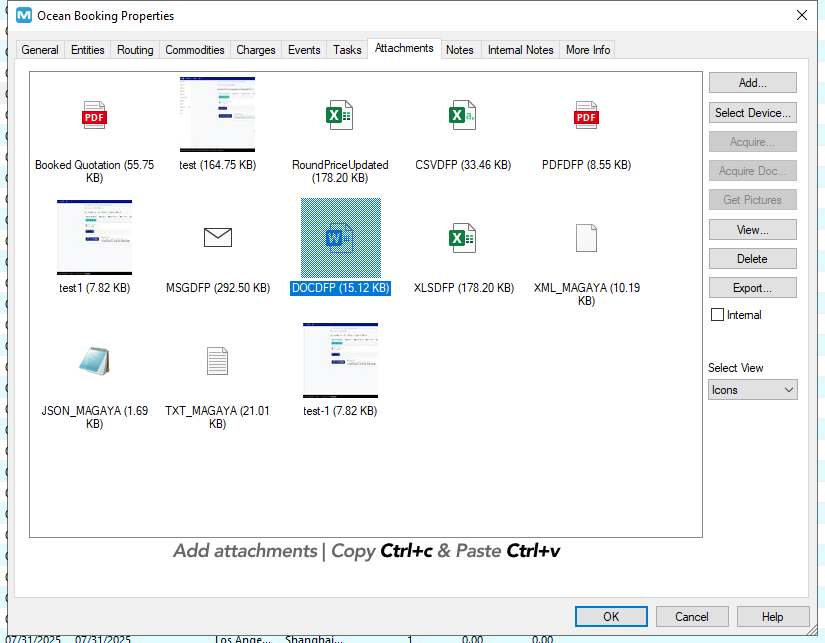 Ocean Booking Properties
General Entities Routing Commodities Charges Events Tasks Attachments Notes Internal Notes More Info
PDF
X
X a,
PDF
Booked Quotation (55.75
KB)
test (164.75 KB)
RoundPriceUpdated
(178.20 KB)
CSVDFP (33.46 KB)
PDFDFP (8.55 KB)
W
X
test1 (7.82 KB)
MSGDFP (292.50 KB)
DOCDFP (15.12 KB)
XLSDFP (178.20 KB)
XML_MAGAYA (10.19
KB)
JSON_MAGAYA (1.69
KB)
TXT_MAGAYA (21.01
KB)
test-1 (7.82 KB)
Add...
Select Device...
Acquire...
Acquire Doc...
Get Pictures
View...
Delete
Export...
Internal
Select View
Icons
Add attachments | Copy Ctrl+c & Paste Ctrl+v
OK Cancel Help
07/31/2025 07/31/2025 Los Ange... Shanghai... 1 0.00 0.00